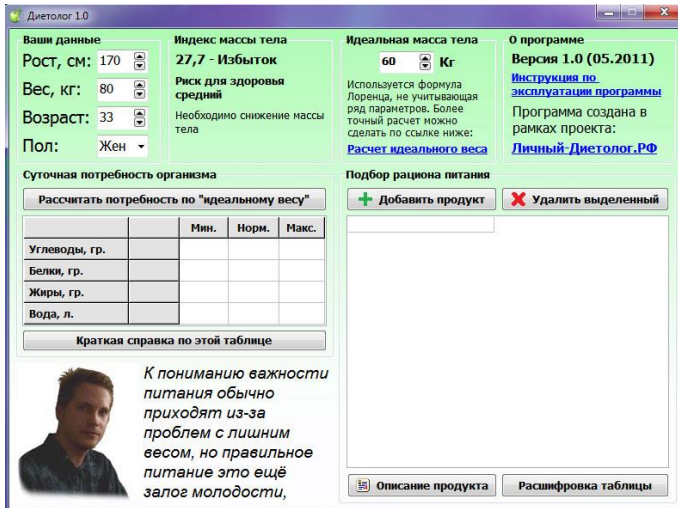 Диетолог 1.0
Ваши данные
Рост, см: 170
Вес, кг: 80
Возраст: 33
Пол: Жен
Индекс массы тела
27,7 - Избыток
Риск для здоровья
средний
Необходимо снижение массы
тела
Идеальная масса тела
60 Кг
Используется формула
Лоренца, не учитывающая
ряд параметров. Более
точный расчет можно
сделать по ссылке ниже:
Расчет идеального веса
О программе
Версия 1.0 (05.2011)
Инструкция по
эксплуатации программы
Программа создана в
рамках проекта:
Личный-Диетолог.РФ
Суточная потребность организма
Рассчитать потребность по "идеальному весу"
Мин. Норм. Макс.
Углеводы, гр.
Белки, гр.
Жиры, гр.
Вода, л.
Краткая справка по этой таблице
К пониманию важности
питания обычно
приходят из-за
проблем с лишним
весом, но правильное
питание это ещё
залог молодости,
Подбор рациона питания
Добавить продукт
Удалить выделенный
Описание продукта
Расшифровка таблицы